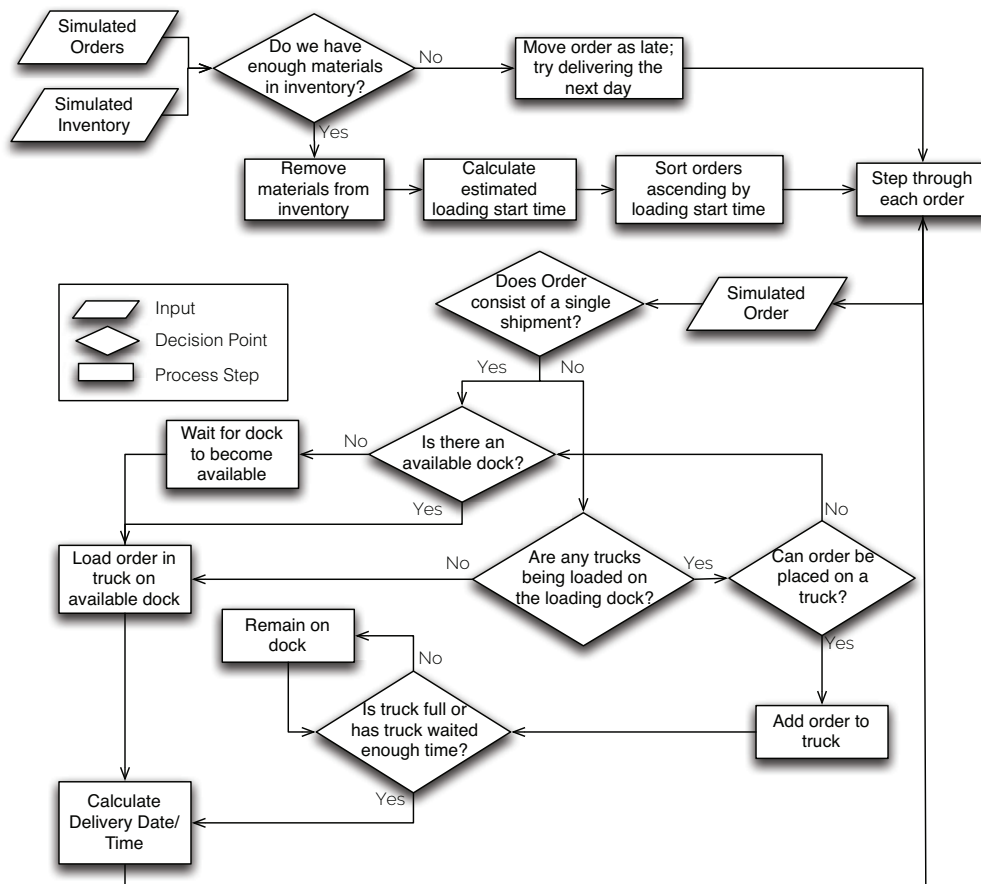 Simulated
Orders
Do we have
enough materials
in inventory?
No
Move order as late;
try delivering the
next day
Simulated
Inventory
Yes
Remove
materials from
inventory
Calculate
estimated
loading start time
Sort orders
ascending by
loading start time
Step through
each order
Does Order
consist of a single
shipment?
Simulated
Order
Input
Decision Point
Process Step
Yes
No
Wait for dock
to become
available
No
Is there an
available dock?
Yes
No
Load order in
truck on
available dock
No
Are any trucks
being loaded on
the loading dock?
Yes
Can order be
placed on a
truck?
Remain on
dock
No
Yes
Is truck full or
has truck waited
enough time?
Add order to
truck
Yes
Calculate
Delivery Date/
Time